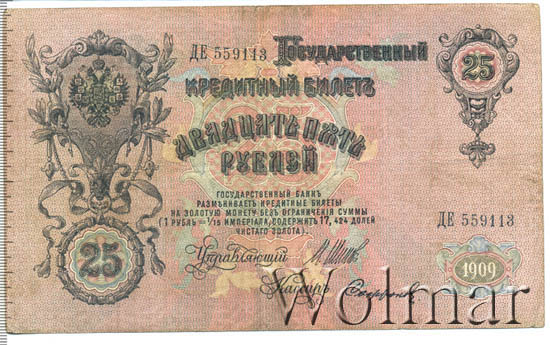 ДЕ 559113
Государственный
25
кредитный билетъ
двадцать пять
рублей
ГОСУДАРСТВЕННЫЙ БАНКЪ
РАЗМѢНИВАЕТЪ КРЕДИТНЫЕ БИЛЕТЫ
НА ЗОЛОТУЮ МОНЕТУ БЕЗЪ ОГРАНИЧЕНІЯ СУММЫ
(1 РУБЛЬ = 1/15 ИМПЕРІАЛА, СОДЕРЖИТЪ 17,424 ДОЛЕЙ
ЧИСТАГО ЗОЛОТА).
ДЕ 559113
25
Управляющій
Кассиръ
1909
Wolmar